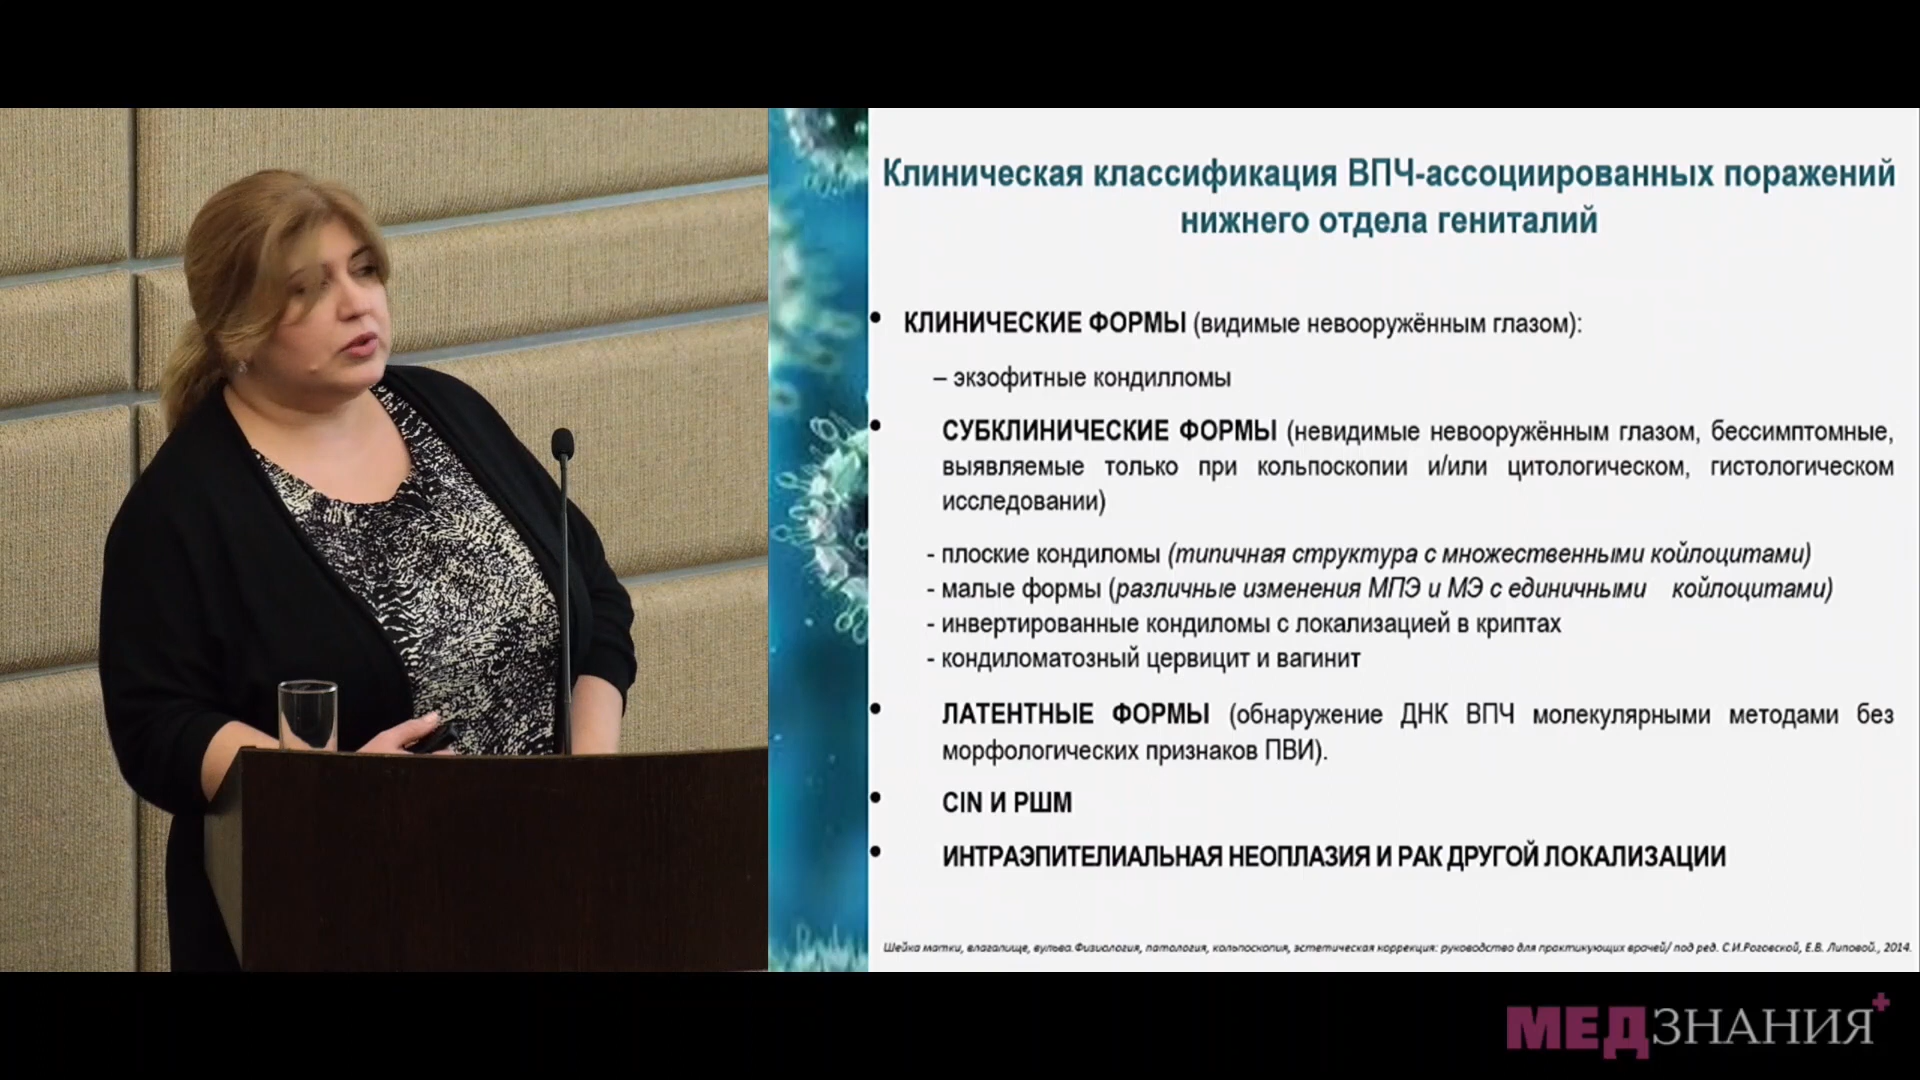 Клиническая классификация ВПЧ-ассоциированных поражений
нижнего отдела гениталий
• КЛИНИЧЕСКИЕ ФОРМЫ (видимые невооружённым глазом):
– экзофитные кондилломы
• СУБКЛИНИЧЕСКИЕ ФОРМЫ (невидимые невооружённым глазом, бессимптомные,
выявляемые только при кольпоскопии и/или цитологическом, гистологическом
исследовании)
- плоские кондиломы (типичная структура с множественными койлоцитами)
- малые формы (различные изменения МПЭ и МЭ с единичными койлоцитами)
- инвертированные кондиломы с локализацией в криптах
- кондиломатозный цервицит и вагинит
• ЛАТЕНТНЫЕ ФОРМЫ (обнаружение ДНК ВПЧ молекулярными методами без
морфологических признаков ПВИ).
• CIN И РШМ
• ИНТРАЭПИТЕЛИАЛЬНАЯ НЕОПЛАЗИЯ И РАК ДРУГОЙ ЛОКАЛИЗАЦИИ
Шейка матки, влагалище, вульва.Физиология, патология, кольпоскопия, эстетическая коррекция: руководство для практикующих врачей/ под ред. С.И.Роговской, Е.В. Липовой., 2014.
МЕДЗНАНИЯ+